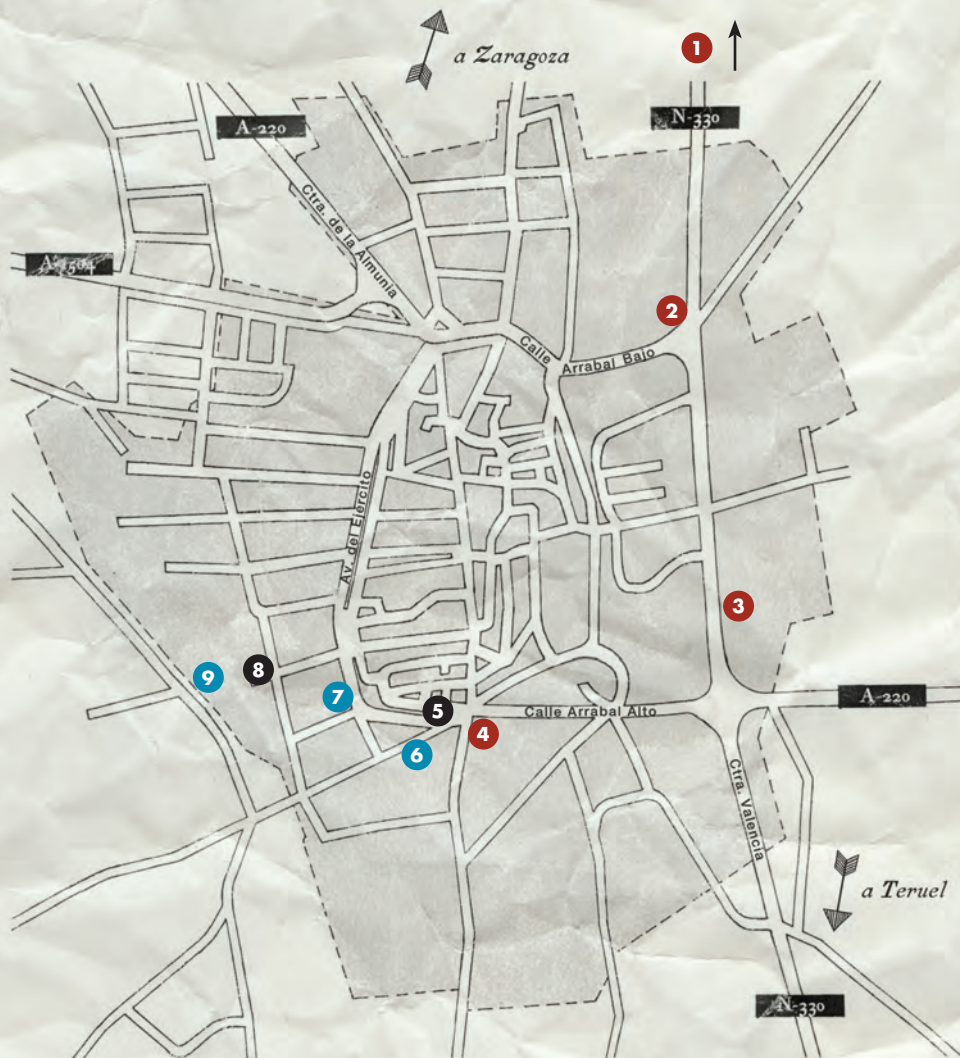 1
a Zaragoza
N-330
A-220
Ctra. de la Almunia
A-1504
2
Calle Arrabal Bajo
Av. del Ejército
3
8
9
7
5
Calle Arrabal Alto
A-220
4
6
Ctra. Valencia
a Teruel
N-330